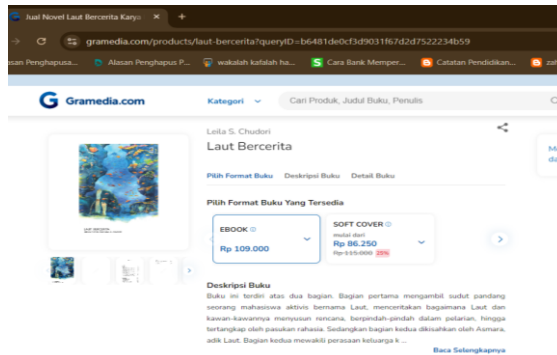 Jual Novel Laut Bercerita Karya
gramedia.com/products/laut-bercerita?queryID=b6481de0cf3d9031f67d2d7522234b59
asan Penghapusa... Alasan Penghapus P... wakalah kafalah ha... Cara Bank Memper... Catatan Pendidikan...
Gramedia.com Kategori Cari Produk, Judul Buku, Penulis
Leila S. Chudori
Laut Bercerita
Pilih Format Buku Deskripsi Buku Detail Buku
Pilih Format Buku Yang Tersedia
EBOOK
Rp 109.000
SOFT COVER
mulai dari
Rp 86.250
Rp 115.000 25%
Deskripsi Buku
Buku ini terdiri atas dua bagian. Bagian pertama mengambil sudut pandang
seorang mahasiswa aktivis bernama Laut, menceritakan bagaimana Laut dan
kawan-kawannya menyusun rencana, berpindah-pindah dalam pelarian, hingga
tertangkap oleh pasukan rahasia. Sedangkan bagian kedua dikisahkan oleh Asmara,
adik Laut. Bagian kedua mewakili perasaan keluarga k ...
Baca Selengkapnya